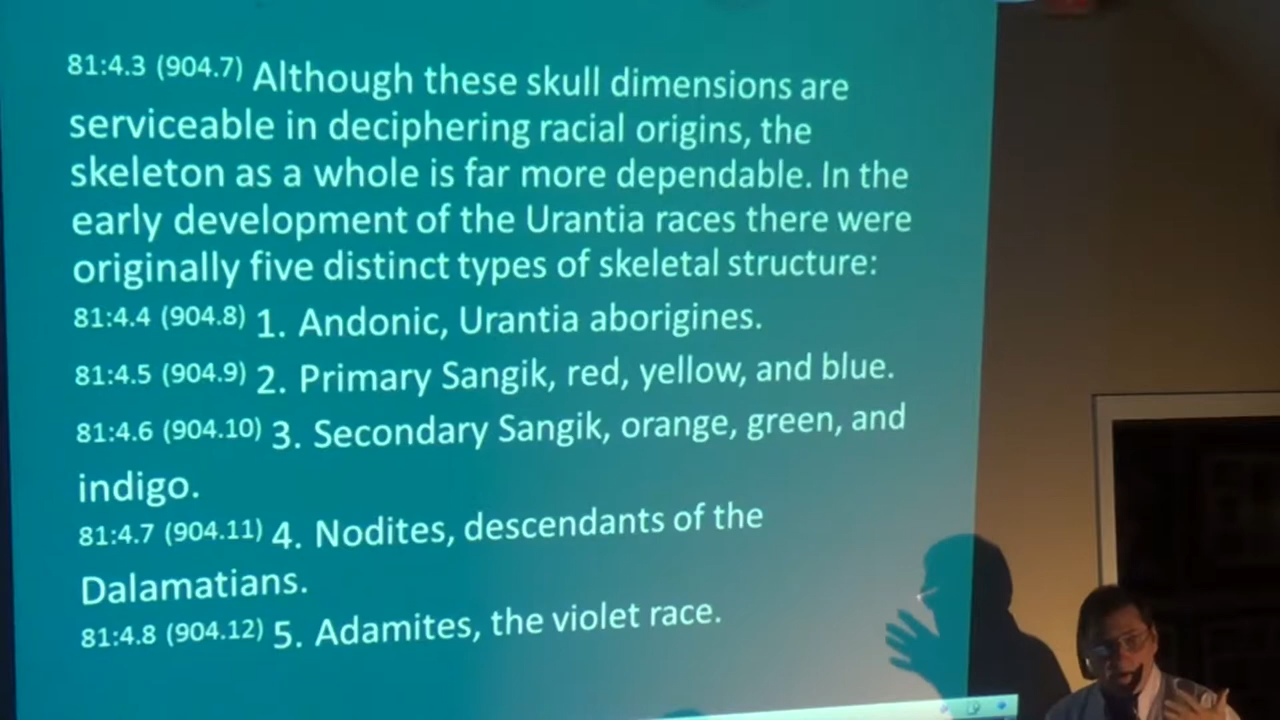 81:4.3 (904.7) Although these skull dimensions are
serviceable in deciphering racial origins, the
skeleton as a whole is far more dependable. In the
early development of the Urantia races there were
originally five distinct types of skeletal structure:
81:4.4 (904.8) 1. Andonic, Urantia aborigines.
81:4.5 (904.9) 2. Primary Sangik, red, yellow, and blue.
81:4.6 (904.10) 3. Secondary Sangik, orange, green, and
indigo.
81:4.7 (904.11) 4. Nodites, descendants of the
Dalamatians.
81:4.8 (904.12) 5. Adamites, the violet race.